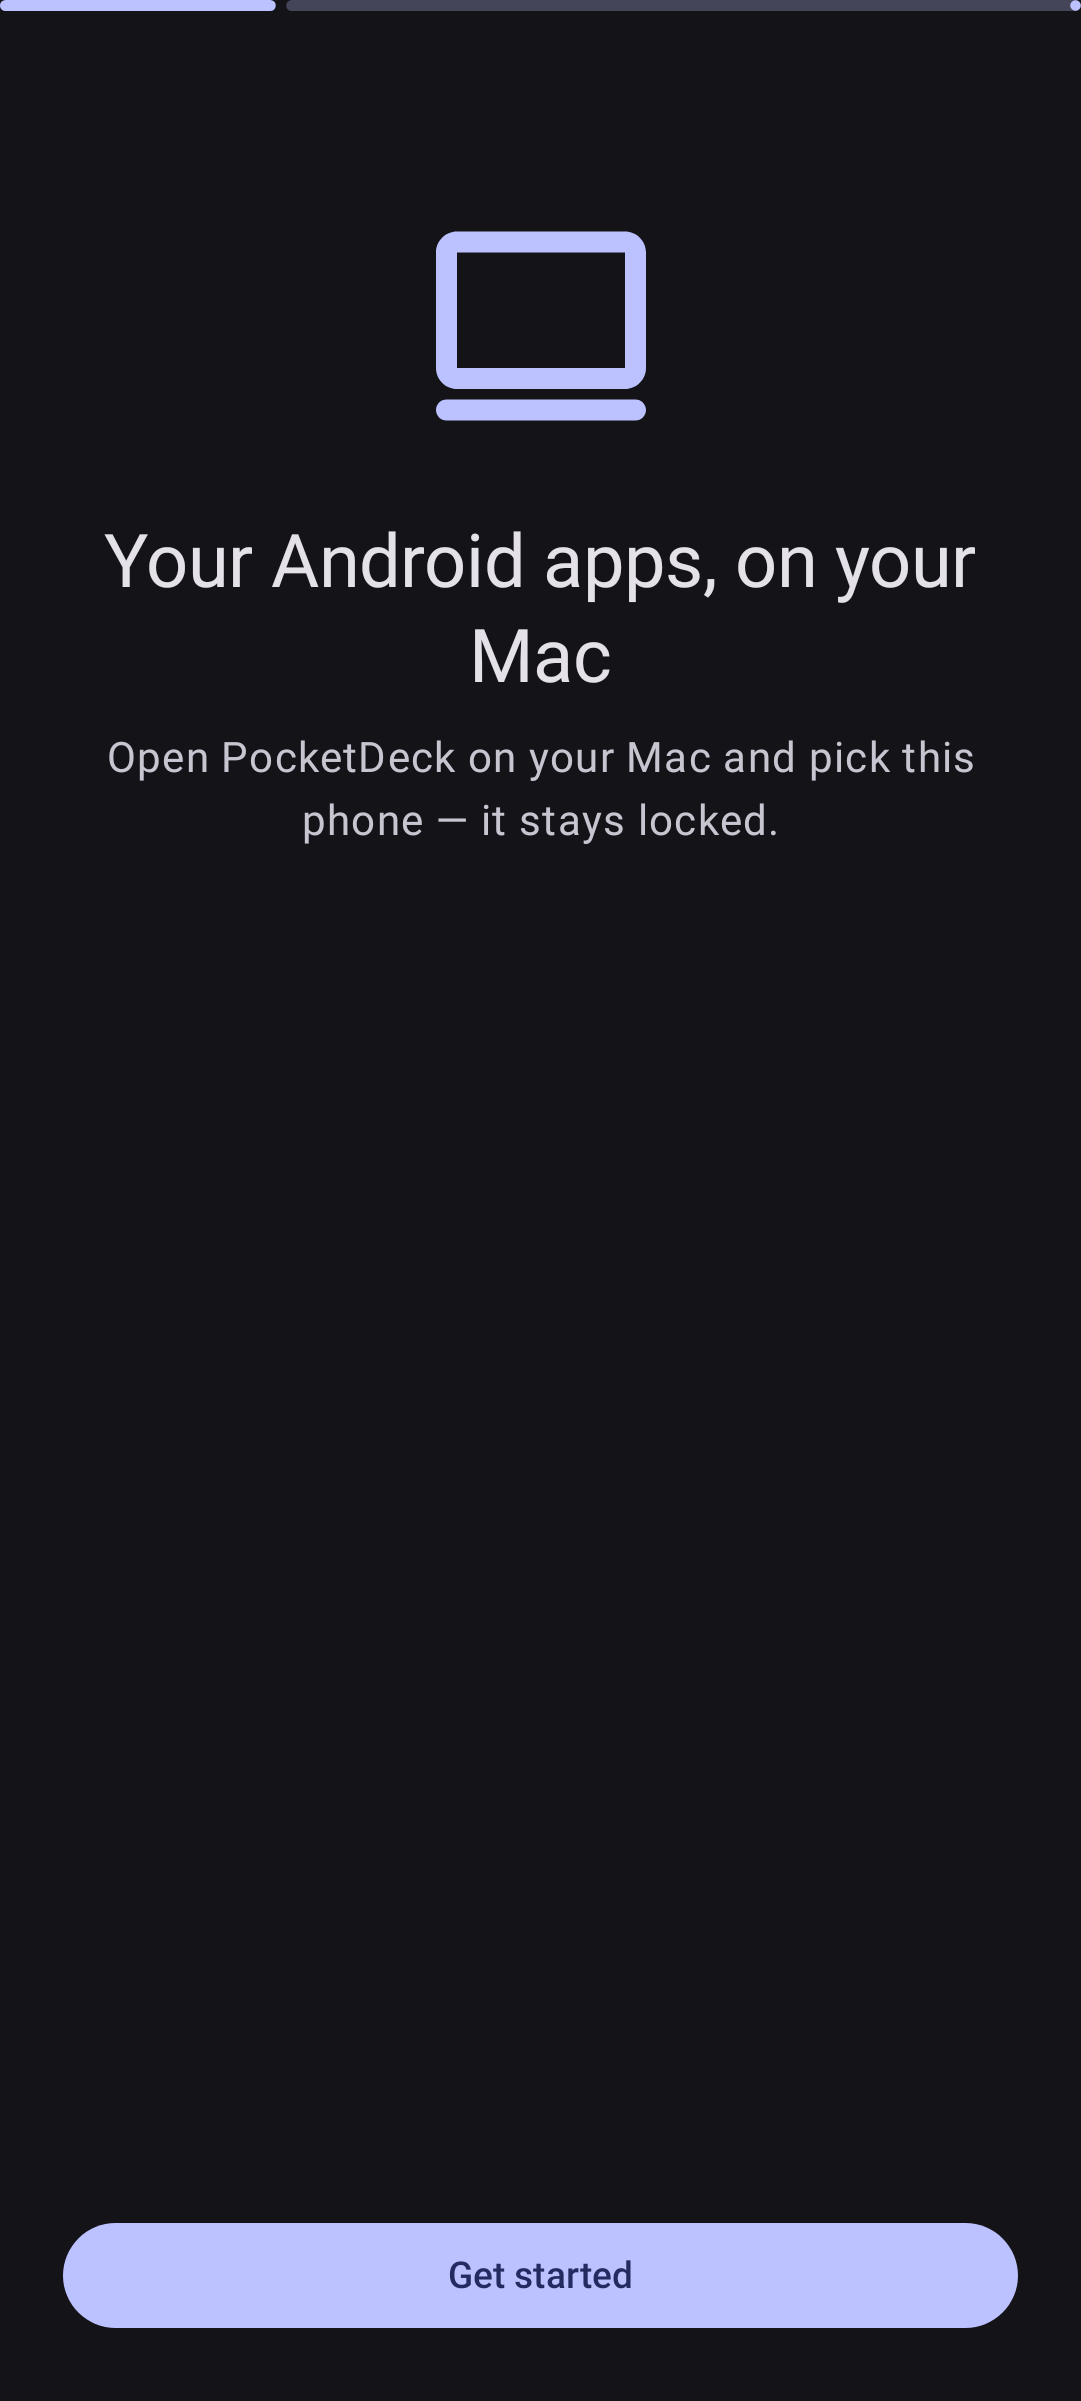 Your Android apps, on your
Mac
Open PocketDeck on your Mac and pick this
phone — it stays locked.
Get started